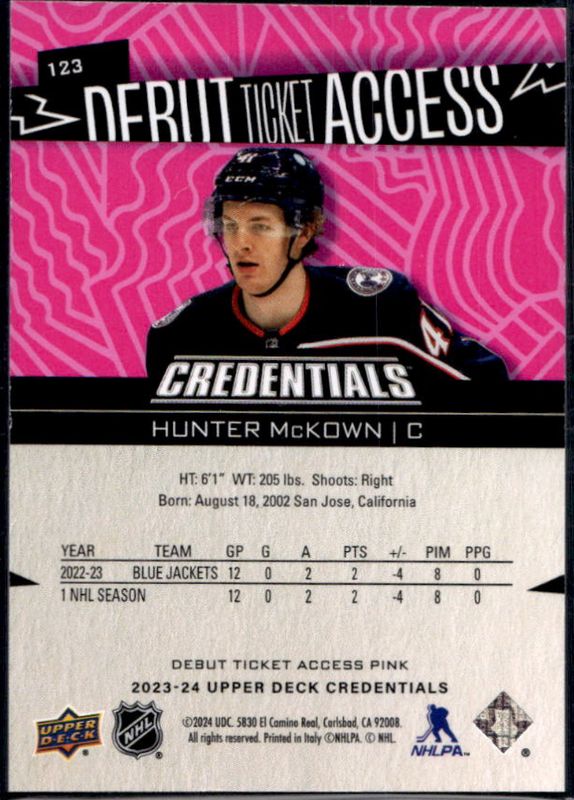 123
DEBUT TICKET ACCESS
41
CCM
41
CREDENTIALS
HUNTER McKOWN | C
HT: 6'1" WT: 205 lbs. Shoots: Right
Born: August 18, 2002 San Jose, California
YEAR TEAM GP G A PTS +/- PIM PPG
2022-23 BLUE JACKETS 12 0 2 2 -4 8 0
1 NHL SEASON 12 0 2 2 -4 8 0
DEBUT TICKET ACCESS PINK
2023-24 UPPER DECK CREDENTIALS
UPPER DECK ®
NHL ®
©2024 UDC. 5830 El Camino Real, Carlsbad, CA 92008.
All rights reserved. Printed in Italy ©NHLPA. © NHL.
NHLPA™
®